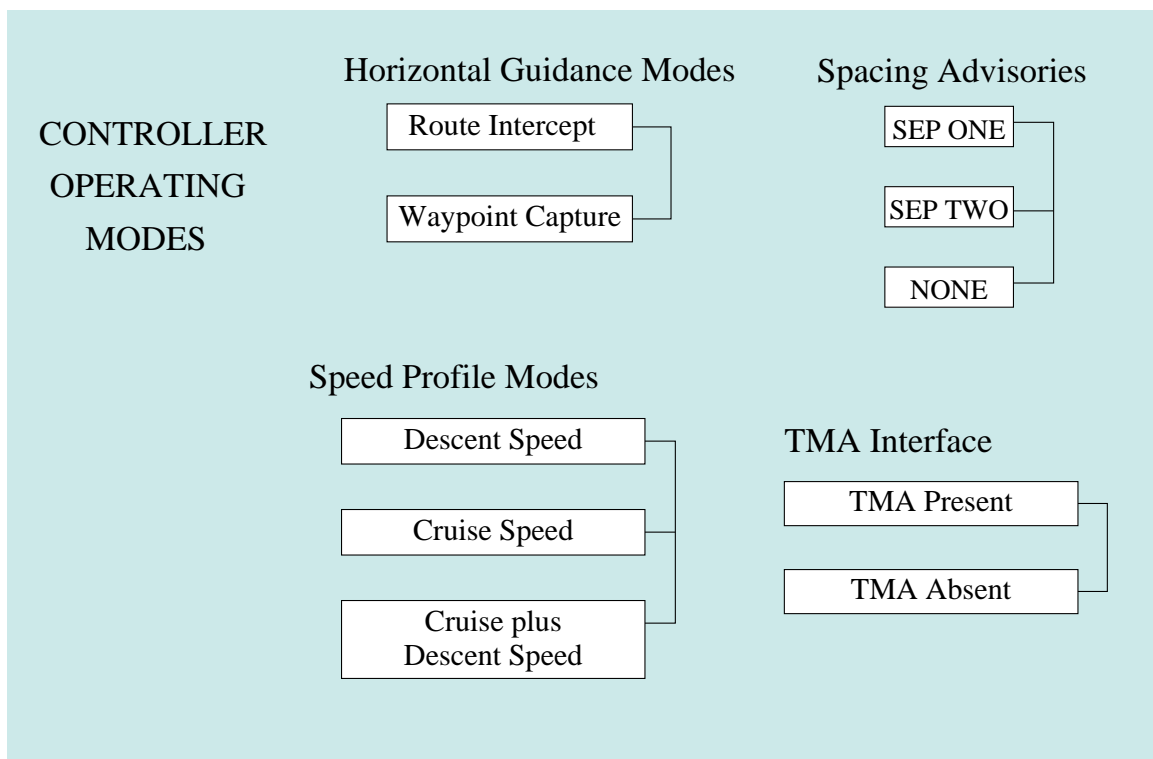 CONTROLLER
OPERATING
MODES
Horizontal Guidance Modes
Route Intercept
Waypoint Capture
Spacing Advisories
SEP ONE
SEP TWO
NONE
Speed Profile Modes
Descent Speed
Cruise Speed
Cruise plus
Descent Speed
TMA Interface
TMA Present
TMA Absent